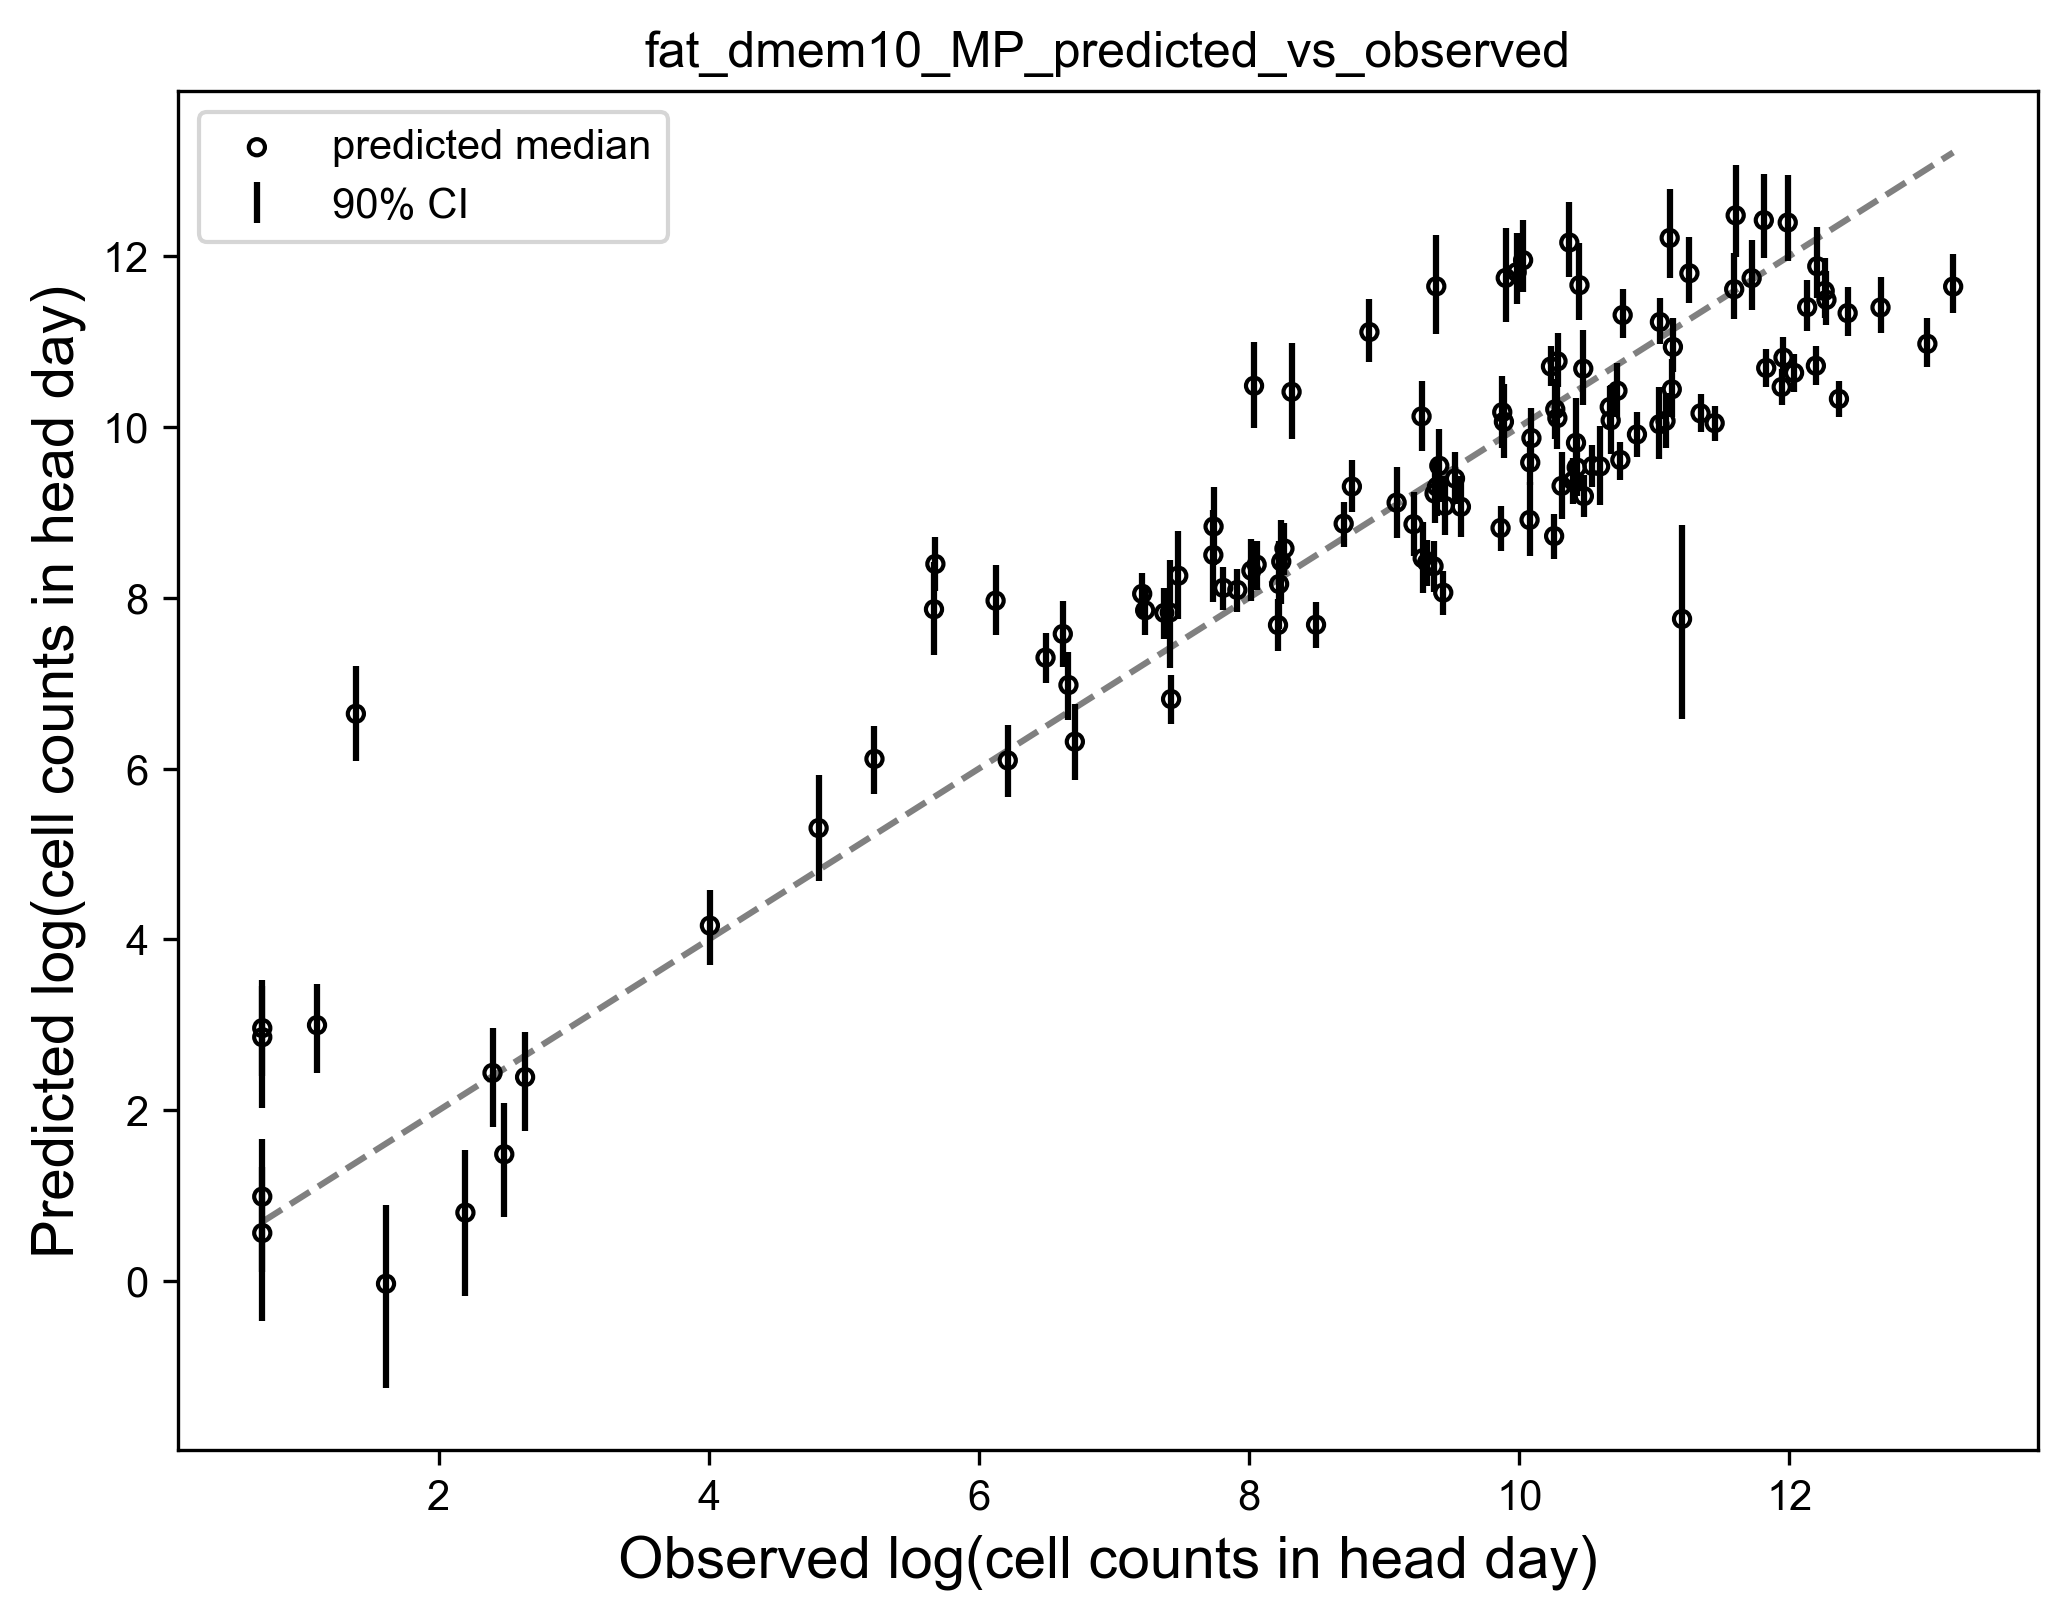 fat_dmem10_MP_predicted_vs_observed
predicted median
90% CI
Predicted log(cell counts in head day)
12
10
8
6
4
2
0
2 4 6 8 10 12
Observed log(cell counts in head day)